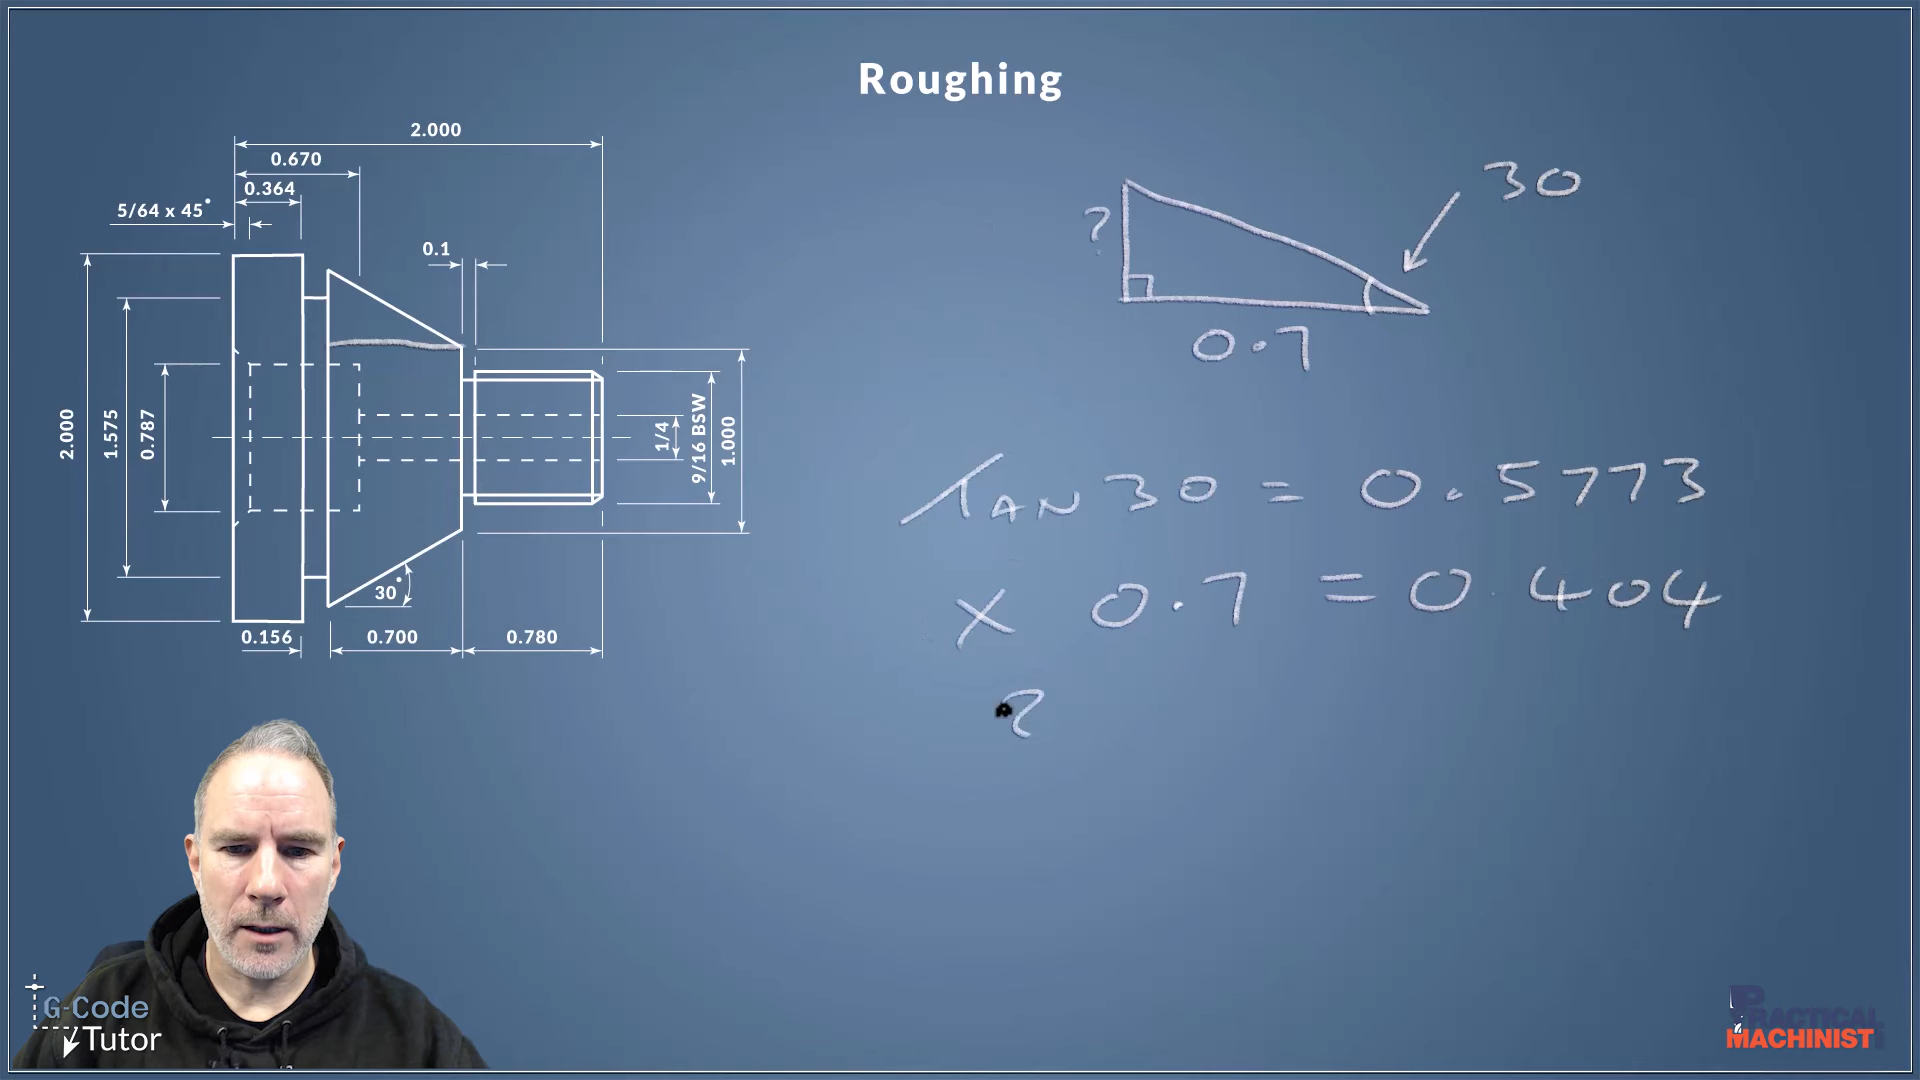 Roughing
2.000
0.670
0.364
5/64 x 45°
0.1
2.000
1.575
0.787
1/4
9/16 BSW
1.000
30°
0.156
0.700
0.780
30
?
0.7
TAN 30 = 0.5773
x 0.7 = 0.404
2
G-Code
Tutor
PRACTICAL
MACHINIST